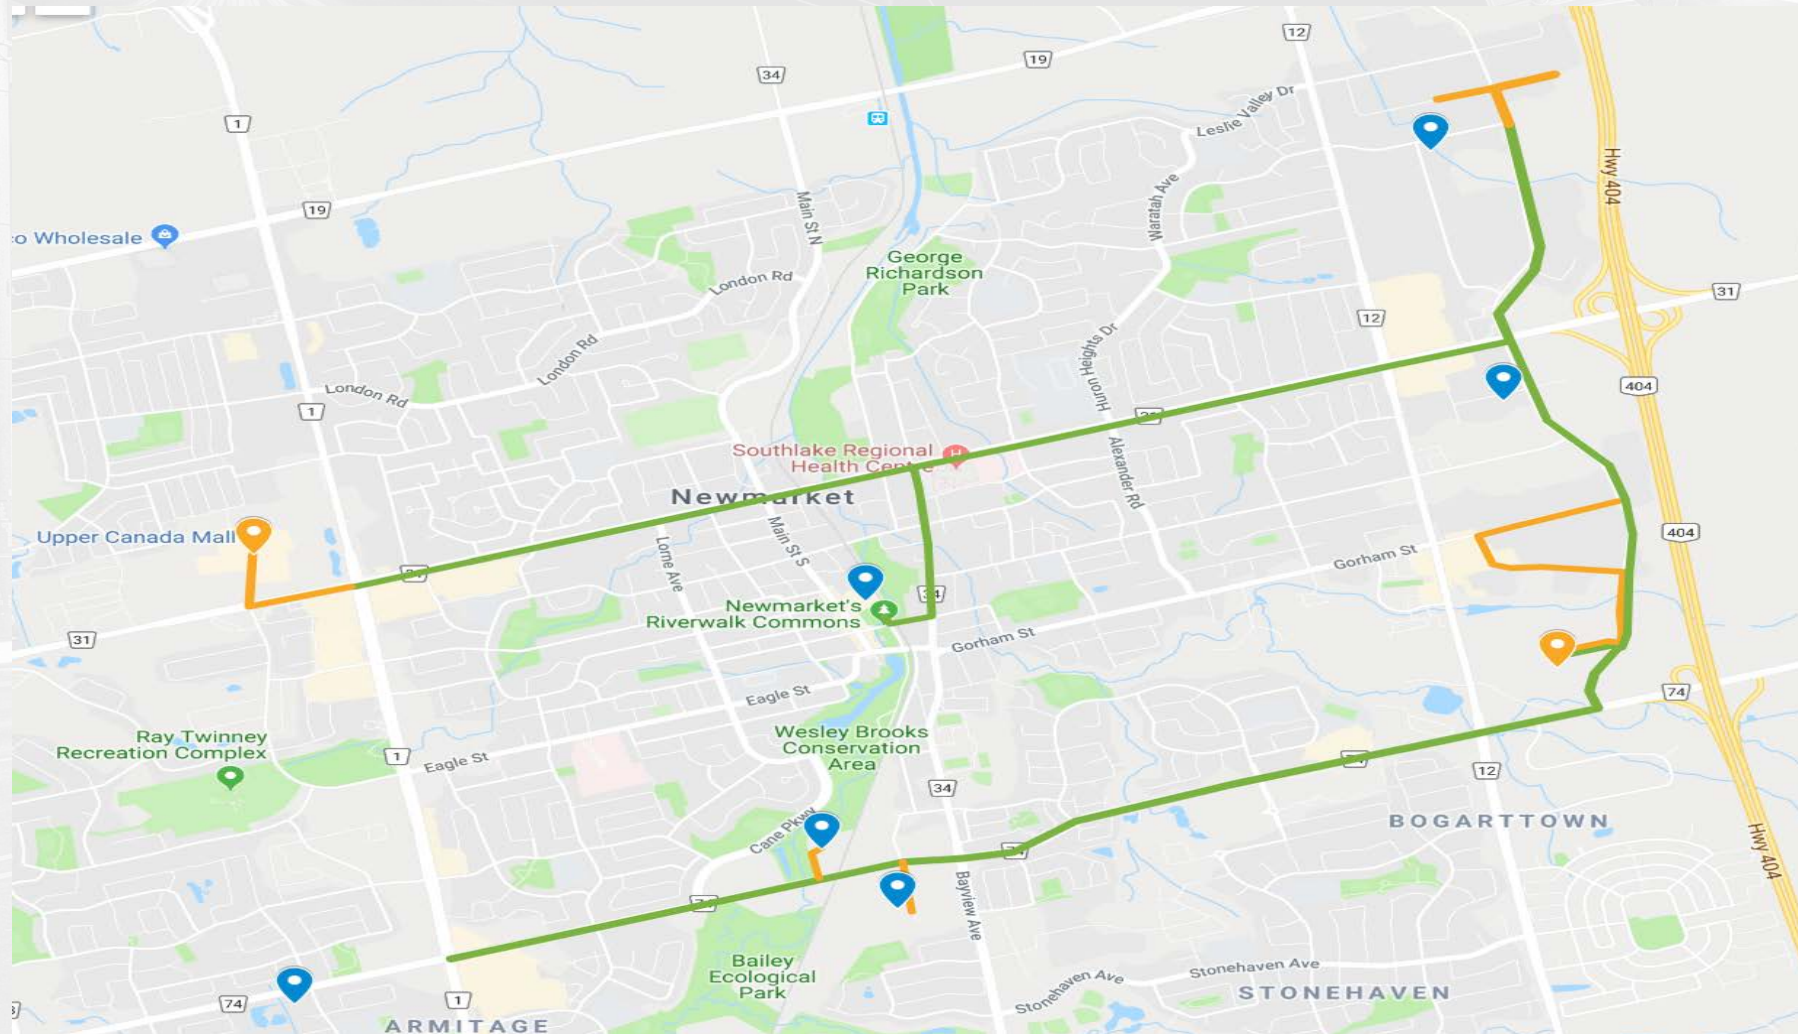 12
34
19
1
Leslie Valley Dr
Hwy 404
19
Main St N
Waratah Ave
o Wholesale
George
Richardson
Park
London Rd
31
12
London Rd
Huron Heights Dr
404
London Rd
1
Southlake Regional
Health Cent e
H
Alexander Rd
Newmarket
Upper Canada Mall
Main St S
404
Lorne Ave
Gorham St
34
Newmarket's
Riverwalk Commons
31
Gorham St
Eagle St
74
Ray Twinney
Recreation Complex
Wesley Brooks
Conservation
Area
1
Eagle St
12
34
BOGARTTOWN
Cane Pkwy
Hwy 404
Bayview Ave
Bailey
Ecological
Park
Stonehaven Ave
Stonehaven Ave
74
1
STONEHAVEN
ARMITAGE